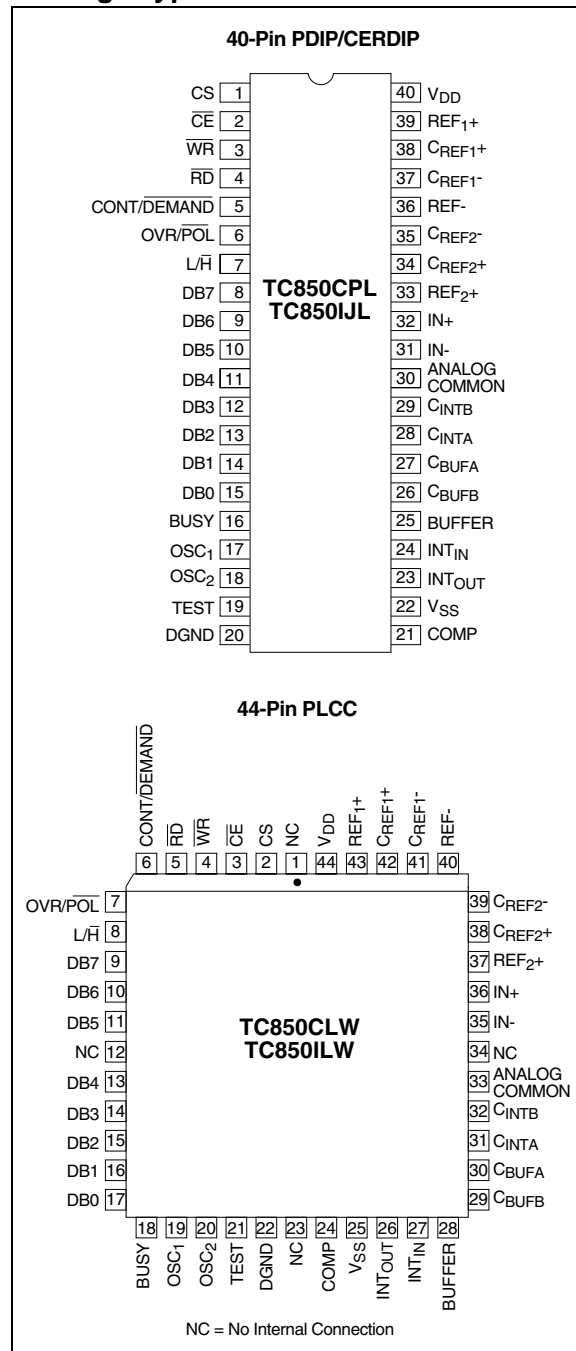 40-Pin PDIP/CERDIP
CS 1
CE 2
WR 3
RD 4
CONT/DEMAND 5
OVR/POL 6
L/H 7
DB7 8
DB6 9
DB5 10
DB4 11
DB3 12
DB2 13
DB1 14
DB0 15
BUSY 16
OSC1 17
OSC2 18
TEST 19
DGND 20
TC850CPL
TC850IJL
40 VDD
39 REF1+
38 CREF1+
37 CREF1-
36 REF-
35 CREF2-
34 CREF2+
33 REF2+
32 IN+
31 IN-
30 ANALOG
COMMON
29 CINTB
28 CINTA
27 CBUFA
26 CBUFB
25 BUFFER
24 INTIN
23 INTOUT
22 VSS
21 COMP
44-Pin PLCC
CONT/DEMAND
RD
WR
CE
CS
NC
VDD
REF1+
CREF1+
CREF1-
REF-
6 5 4 3 2 1 44 43 42 41 40
OVR/POL 7
L/H 8
DB7 9
DB6 10
DB5 11
NC 12
DB4 13
DB3 14
DB2 15
DB1 16
DB0 17
TC850CLW
TC850ILW
39 CREF2-
38 CREF2+
37 REF2+
36 IN+
35 IN-
34 NC
33 ANALOG
COMMON
32 CINTB
31 CINTA
30 CBUFA
29 CBUFB
18 19 20 21 22 23 24 25 26 27 28
BUSY
OSC1
OSC2
TEST
DGND
NC
COMP
VSS
INTOUT
INTIN
BUFFER
NC = No Internal Connection